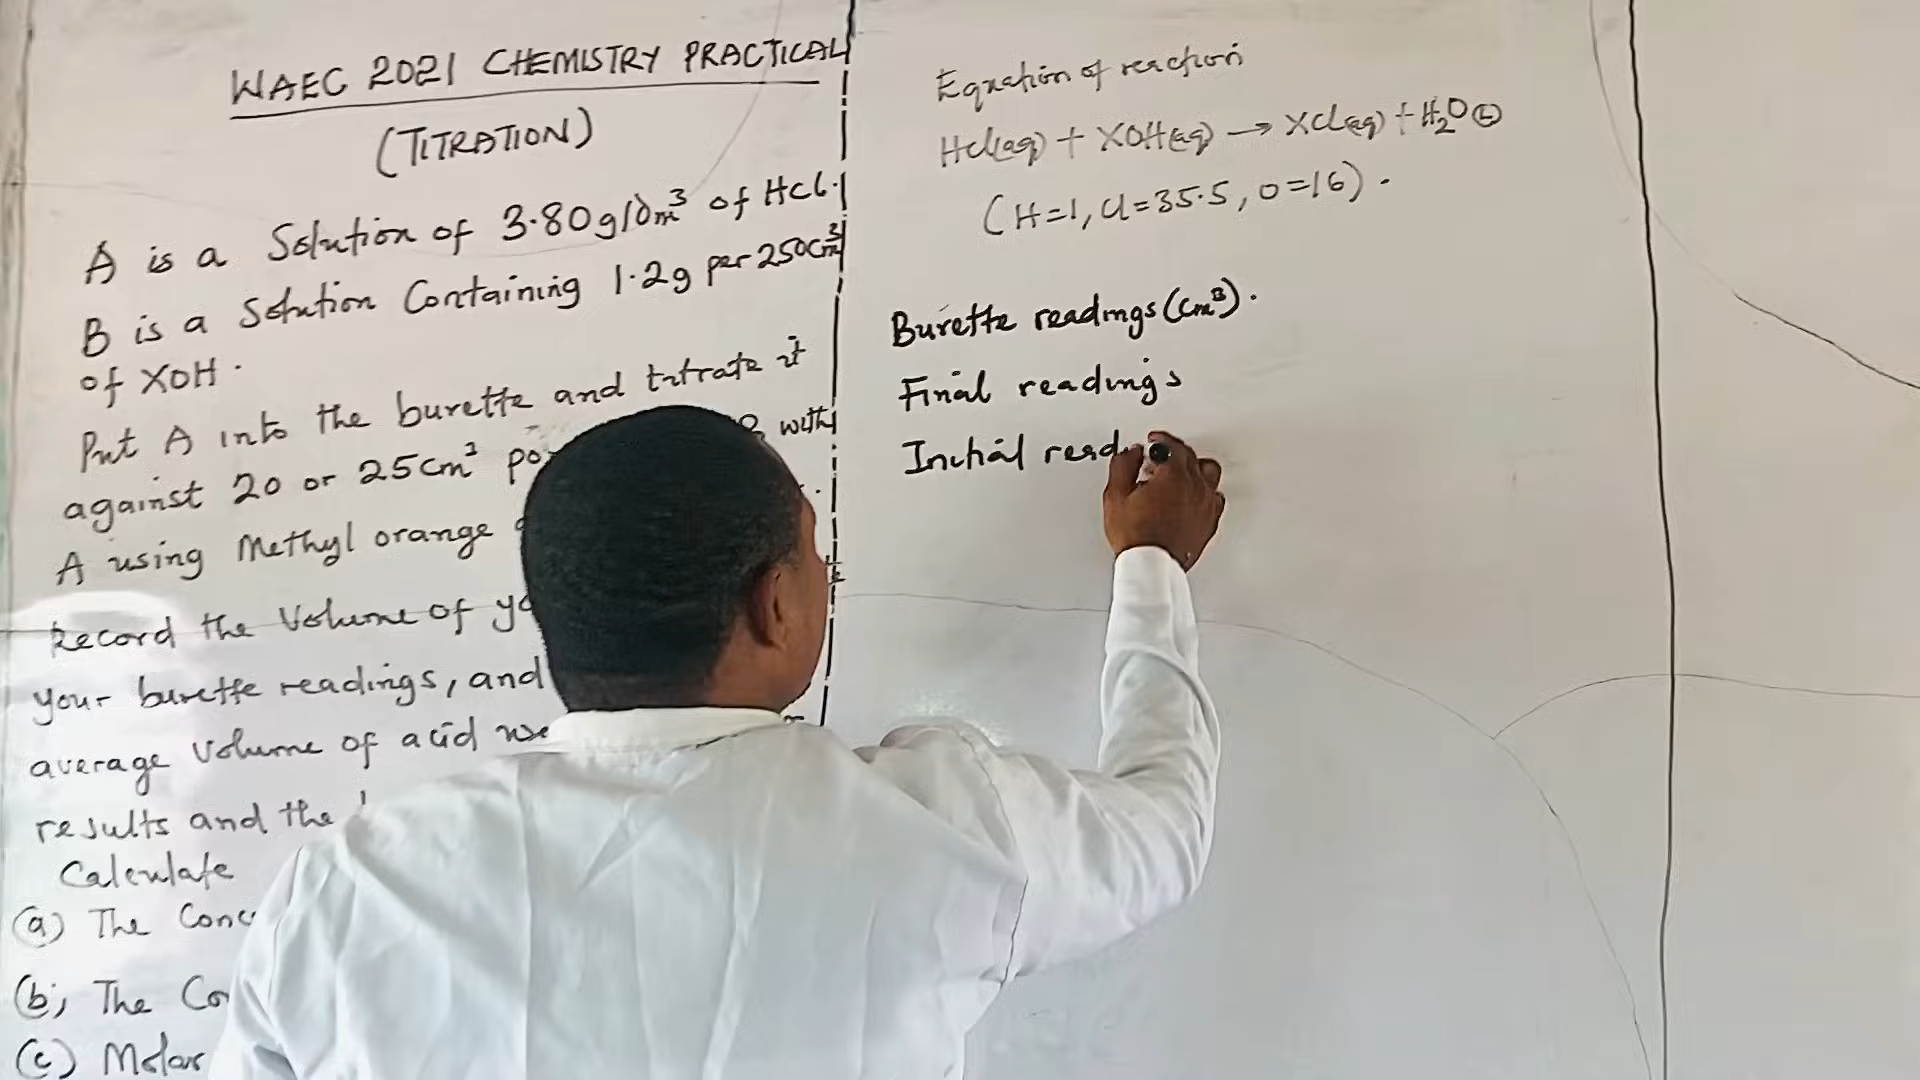 WAEC 2021 CHEMISTRY PRACTICAL
(TITRATION)
A is a Solution of 3.80g/dm³ of HCl.
B is a Solution Containing 1.2g per 250cm³
of XOH.
Put A into the burette and titrate it
against 20 or 25cm³ with
A using Methyl orange
Record the Volume of
your burette readings, and
average Volume of acid
results and the
Calculate
(a) The
(b) The
(c) Molar
Equation of reaction
HCl(aq) + XOH(aq) → XCl(aq) + H₂O(L)
(H=1, Cl=35.5, O=16).
Burette readings (cm³).
Final readings
Initial